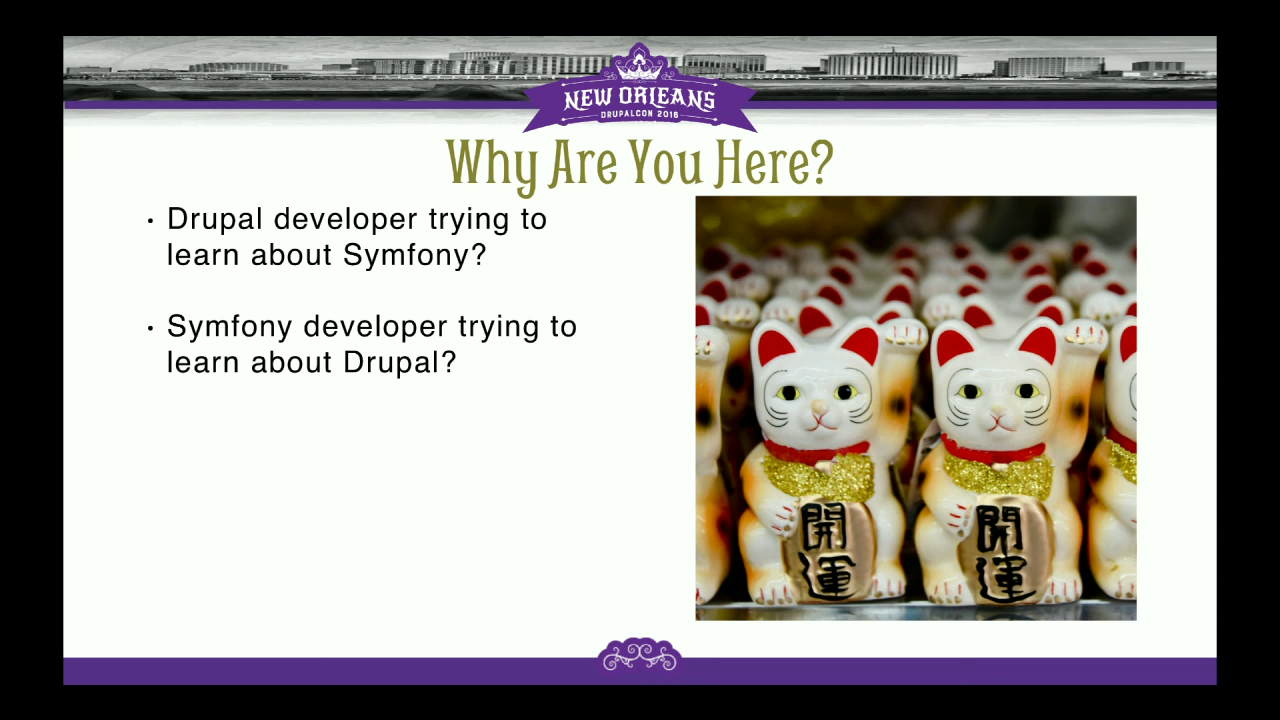 NEW ORLEANS
DRUPALCON 2016
Why Are You Here?
• Drupal developer trying to
learn about Symfony?
• Symfony developer trying to
learn about Drupal?
開運
開運